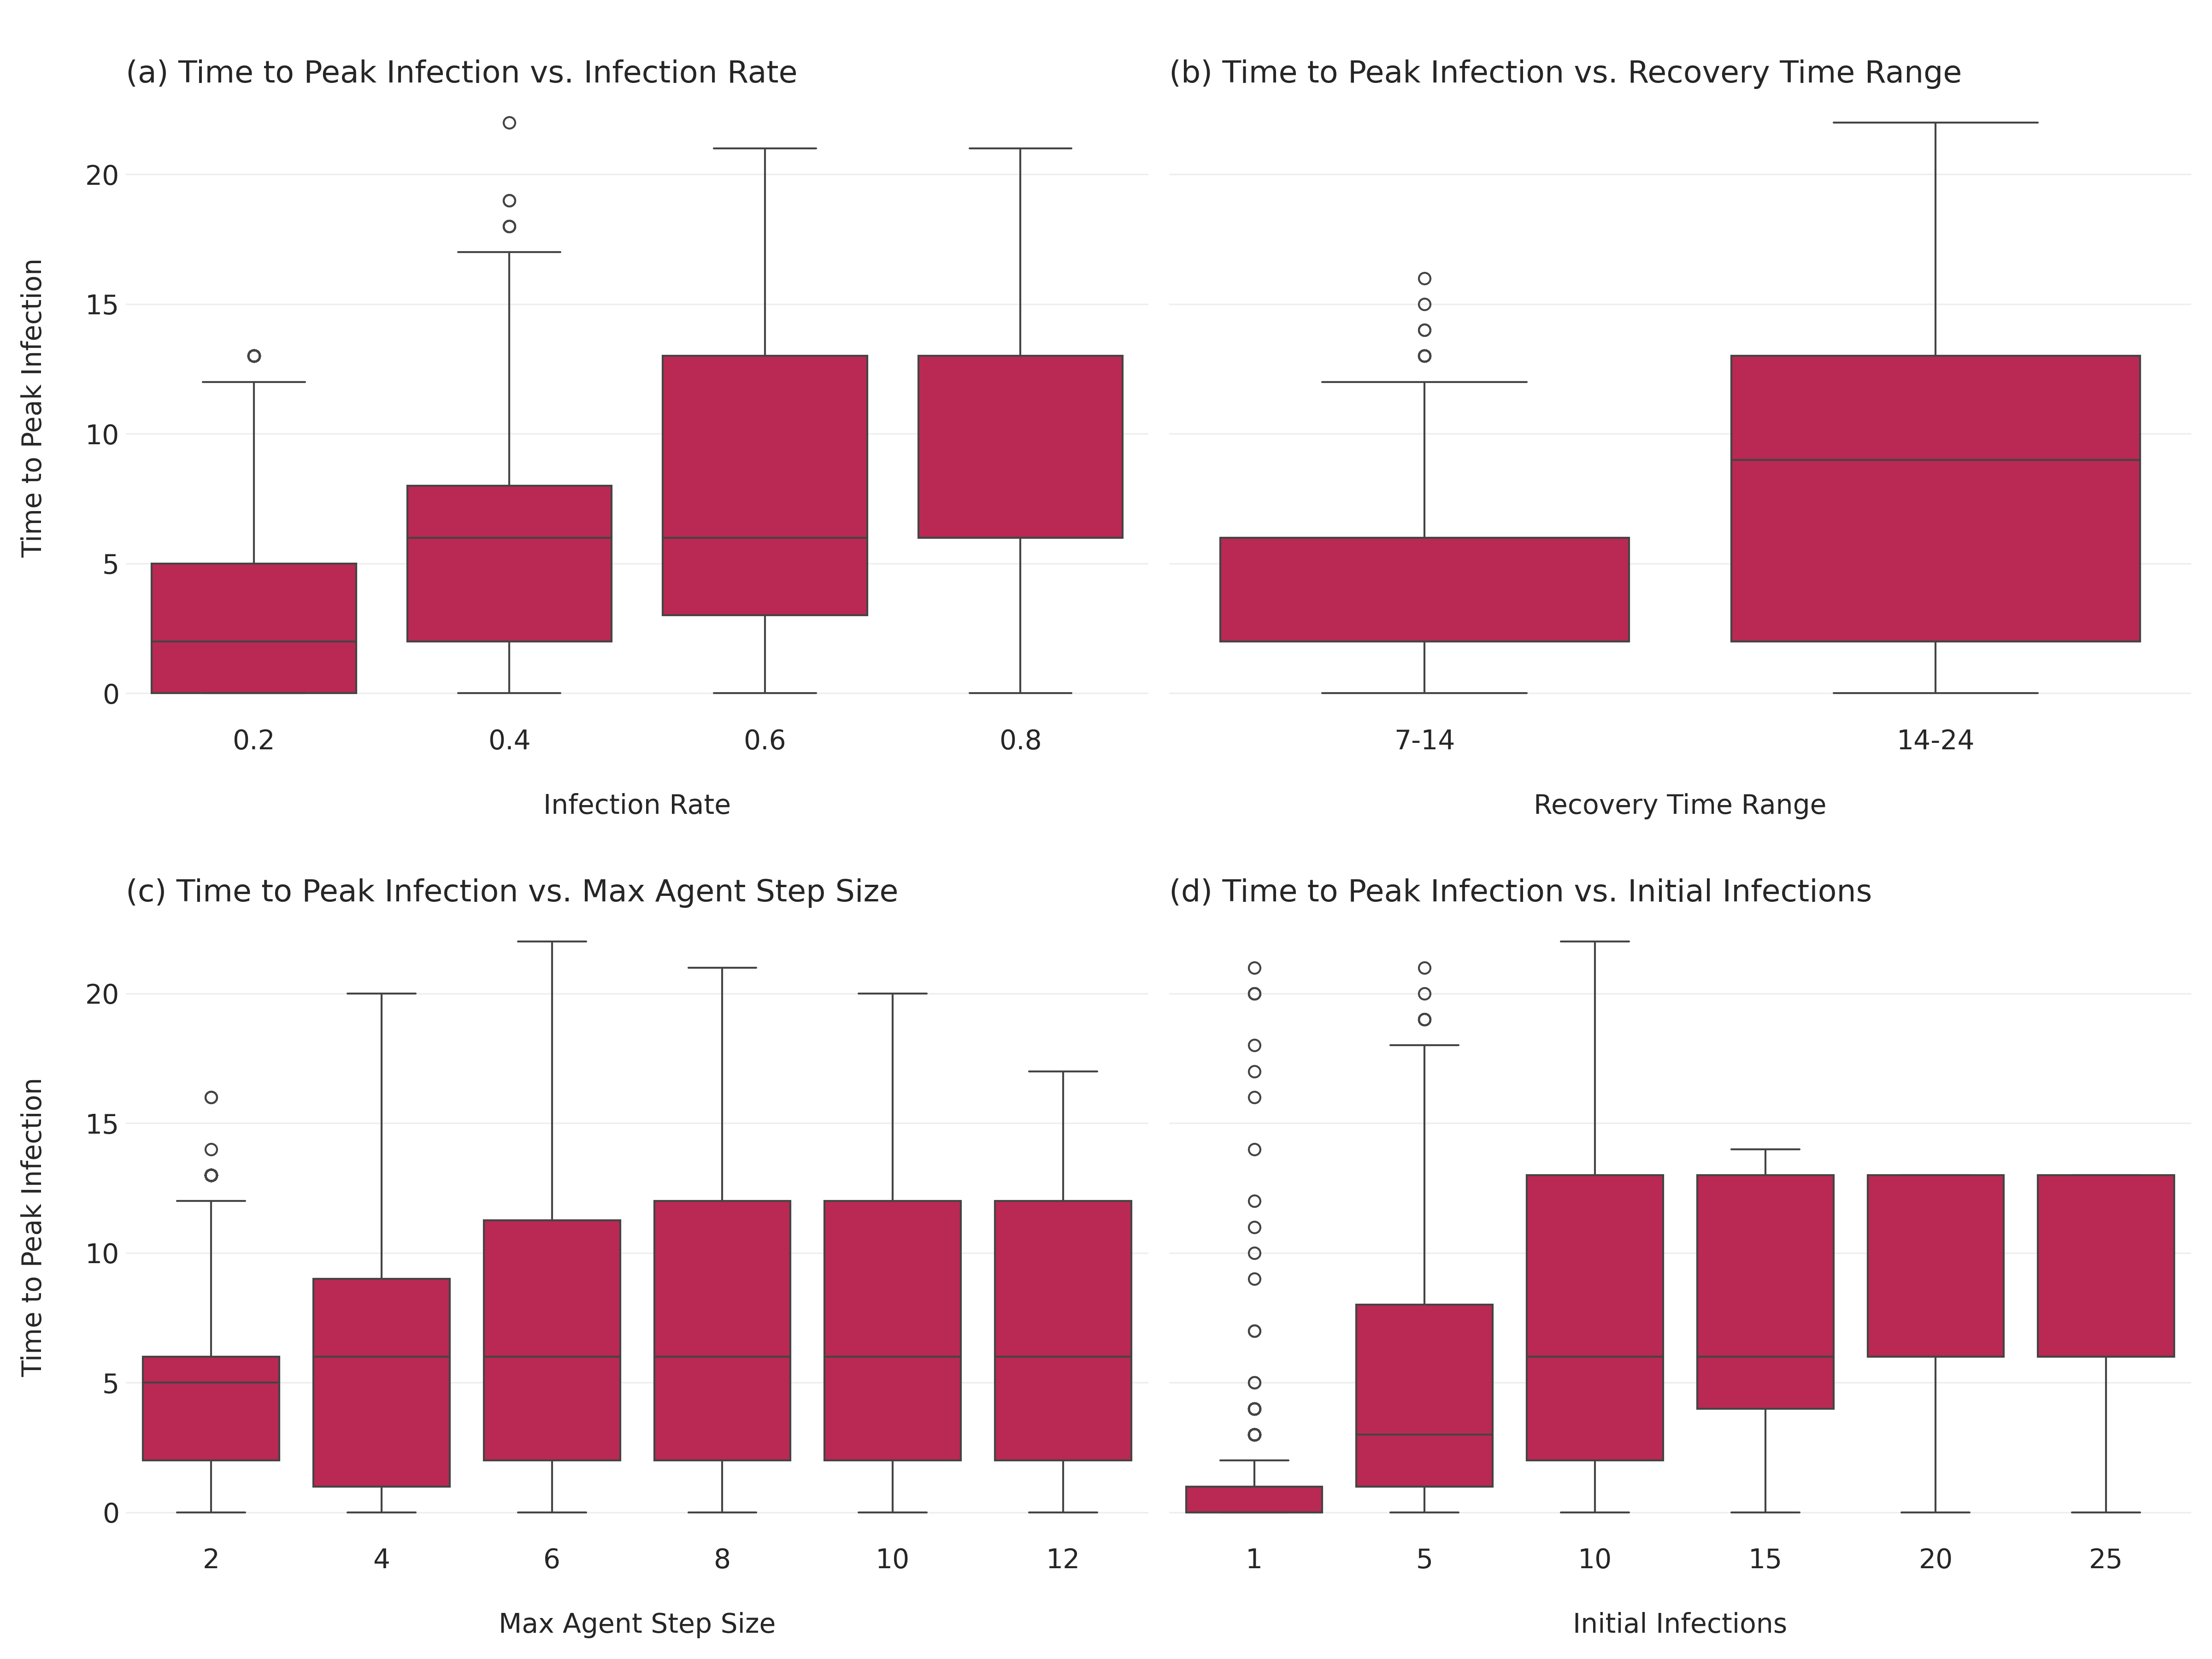 (a) Time to Peak Infection vs. Infection Rate
Time to Peak Infection
20
15
10
5
0
0.2 0.4 0.6 0.8
Infection Rate
(b) Time to Peak Infection vs. Recovery Time Range
7-14 14-24
Recovery Time Range
(c) Time to Peak Infection vs. Max Agent Step Size
Time to Peak Infection
20
15
10
5
0
2 4 6 8 10 12
Max Agent Step Size
(d) Time to Peak Infection vs. Initial Infections
1 5 10 15 20 25
Initial Infections